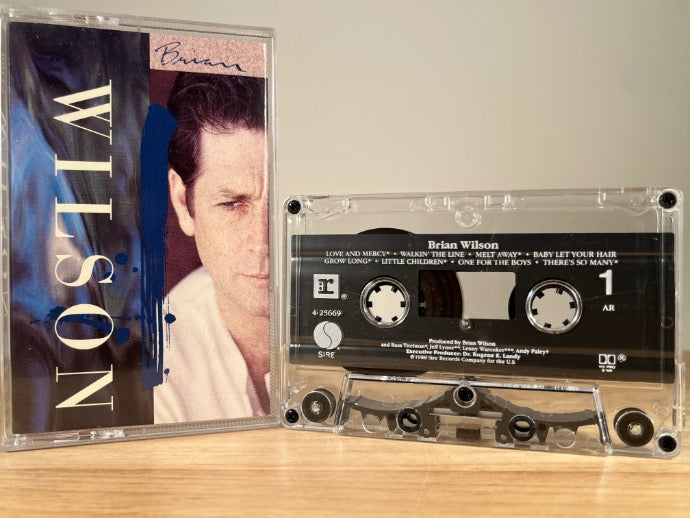 Brian
WILSON
Brian Wilson
LOVE AND MERCY* • WALKIN' THE LINE • MELT AWAY* • BABY LET YOUR HAIR
GROW LONG* • LITTLE CHILDREN* • ONE FOR THE BOYS • THERE'S SO MANY*
R
4-25669
SIRE
1
AR
Produced by Brian Wilson
and Russ Titelman*, Jeff Lynne**, Lenny Waronker***, Andy Paley†
Executive Producer: Dr. Eugene E. Landy
℗ 1988 Sire Records Company for the U.S.
HX PRO